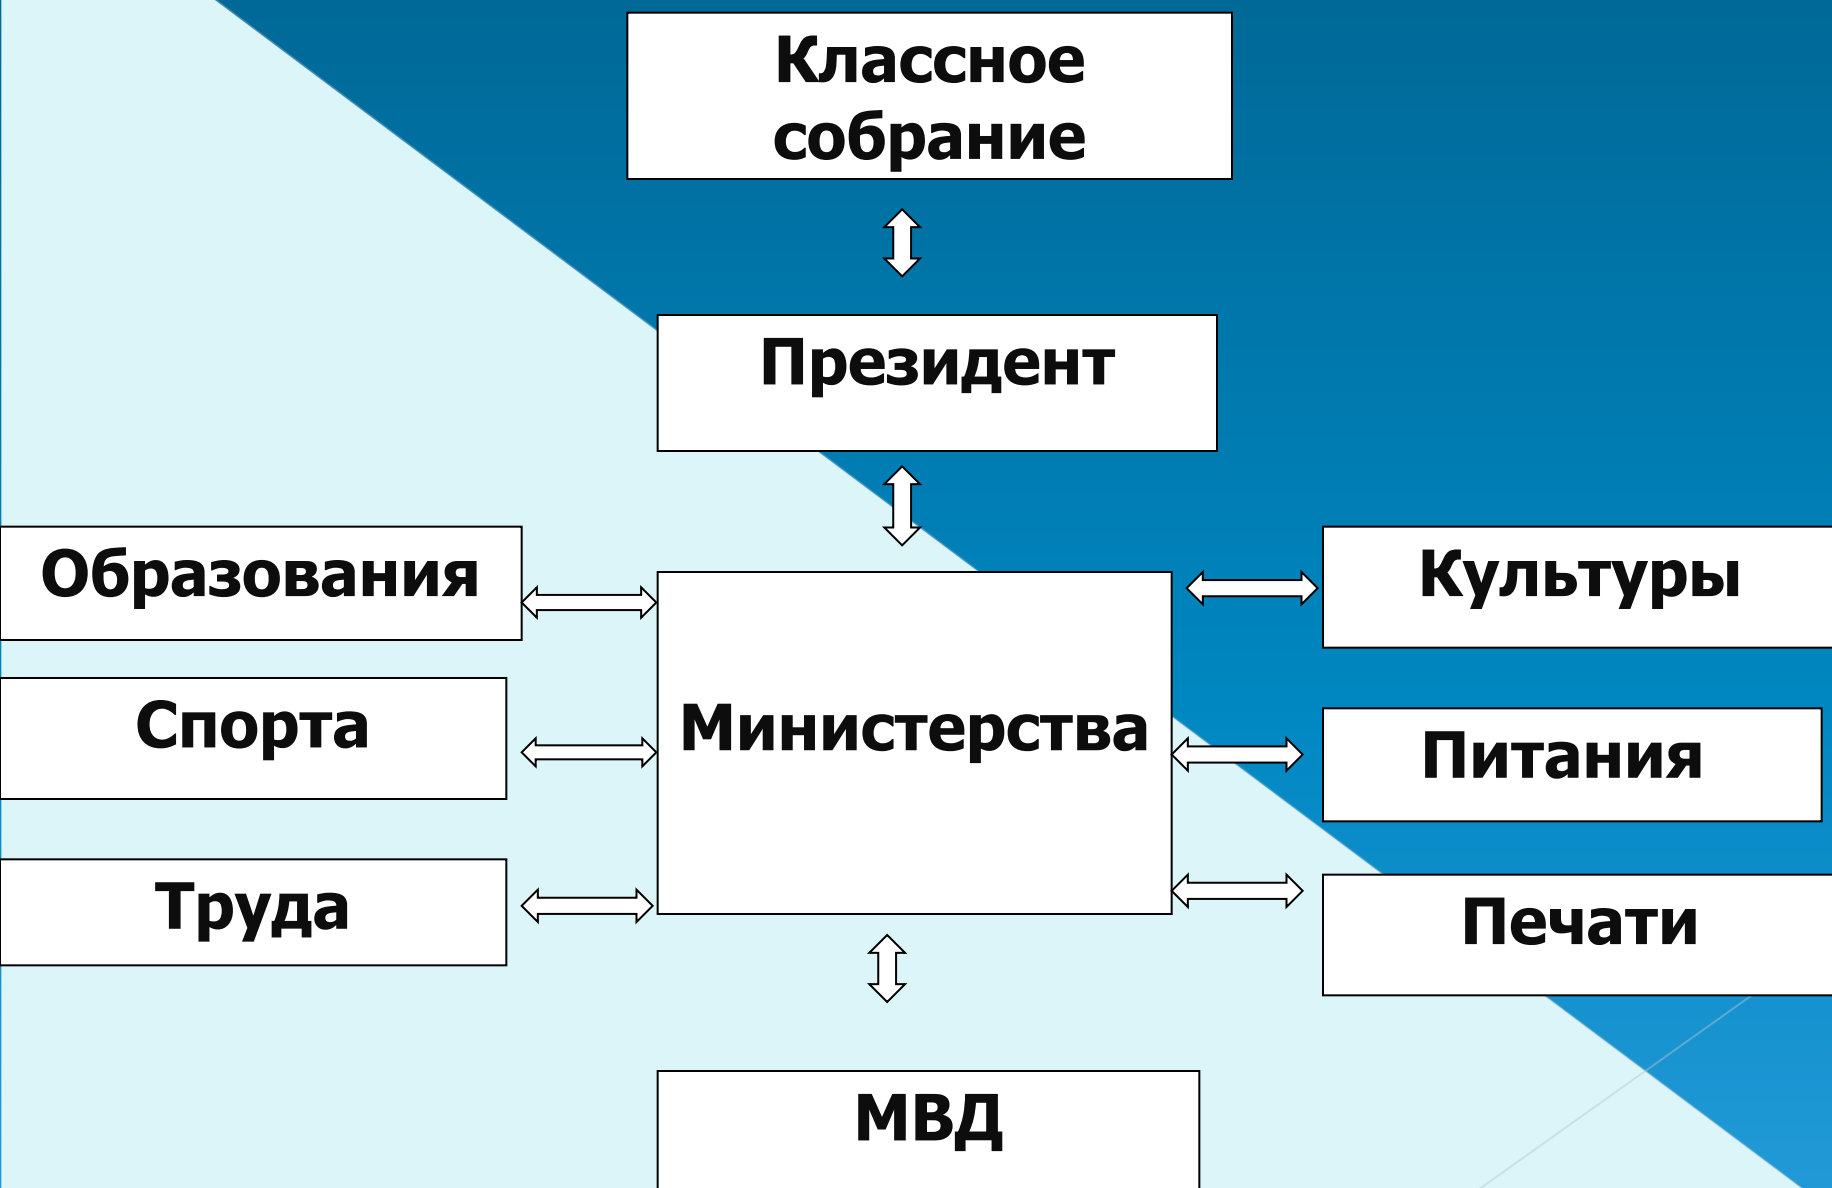 Классное
собрание
Президент
Образования
Культуры
Спорта
Министерства
Питания
Труда
Печати
МВД